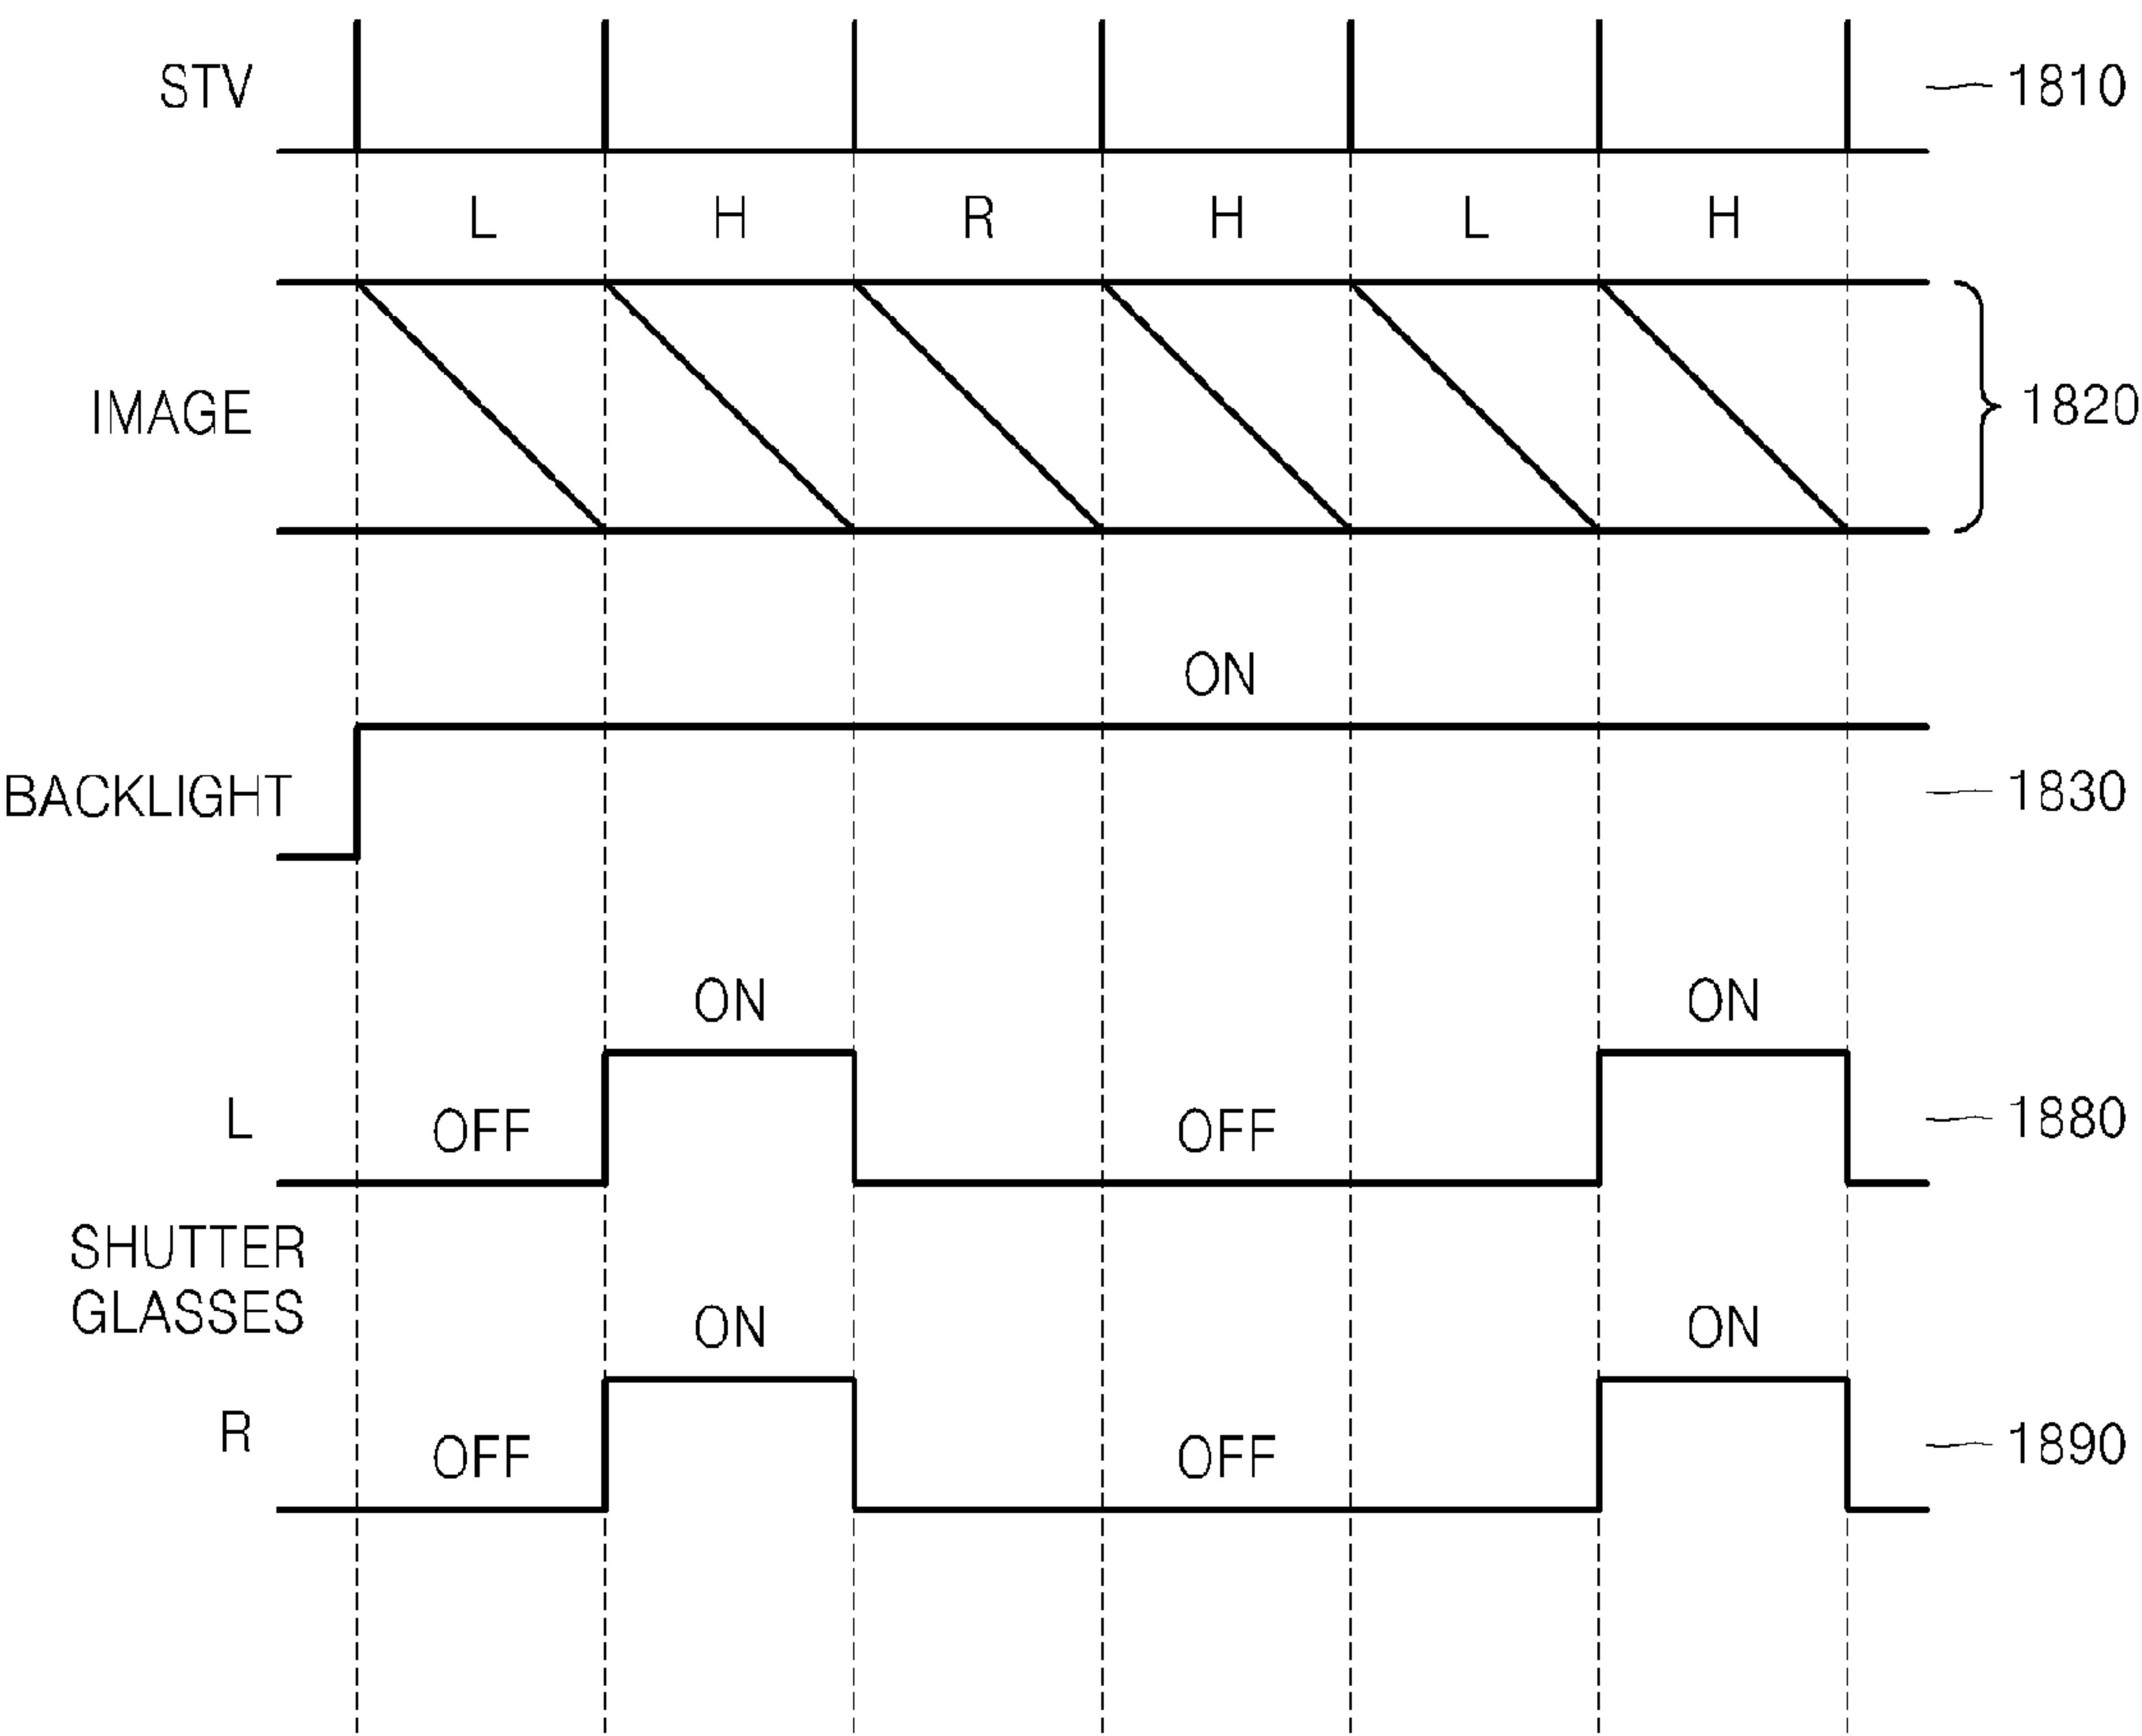 STV 1810
L H R H L H
IMAGE 1820
ON
BACKLIGHT 1830
ON ON
L OFF OFF 1880
SHUTTER
GLASSES
ON ON
R OFF OFF 1890